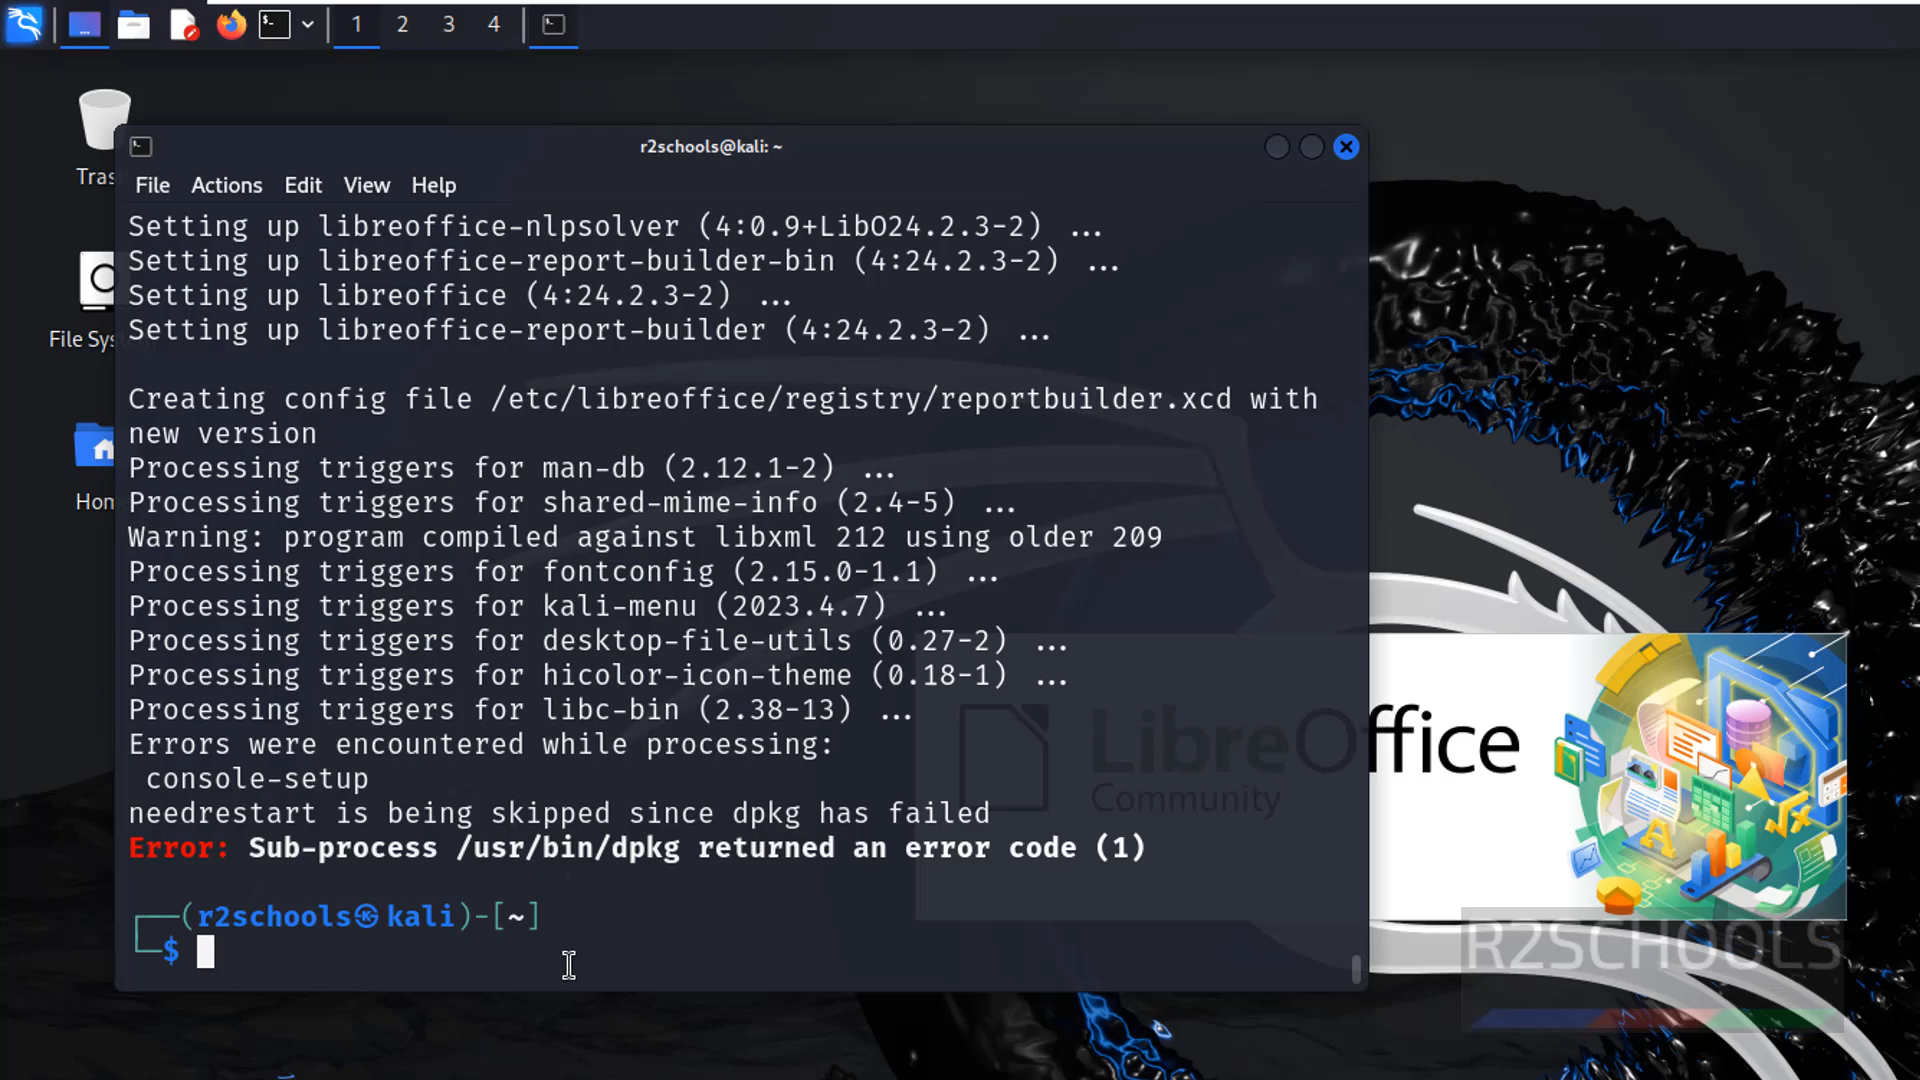 1 2 3 4
r2schools@kali: ~
File Actions Edit View Help
Setting up libreoffice-nlpsolver (4:0.9+LibO24.2.3-2) ...
Setting up libreoffice-report-builder-bin (4:24.2.3-2) ...
Setting up libreoffice (4:24.2.3-2) ...
Setting up libreoffice-report-builder (4:24.2.3-2) ...
Creating config file /etc/libreoffice/registry/reportbuilder.xcd with
new version
Processing triggers for man-db (2.12.1-2) ...
Processing triggers for shared-mime-info (2.4-5) ...
Warning: program compiled against libxml 212 using older 209
Processing triggers for fontconfig (2.15.0-1.1) ...
Processing triggers for kali-menu (2023.4.7) ...
Processing triggers for desktop-file-utils (0.27-2) ...
Processing triggers for hicolor-icon-theme (0.18-1) ...
Processing triggers for libc-bin (2.38-13) ...
Errors were encountered while processing:
console-setup
needrestart is being skipped since dpkg has failed
Error: Sub-process /usr/bin/dpkg returned an error code (1)
(r2schools㉿kali)-[~]
$
Tras
File Sys
Hom
LibreOffice
Community
R2SCHOOLS